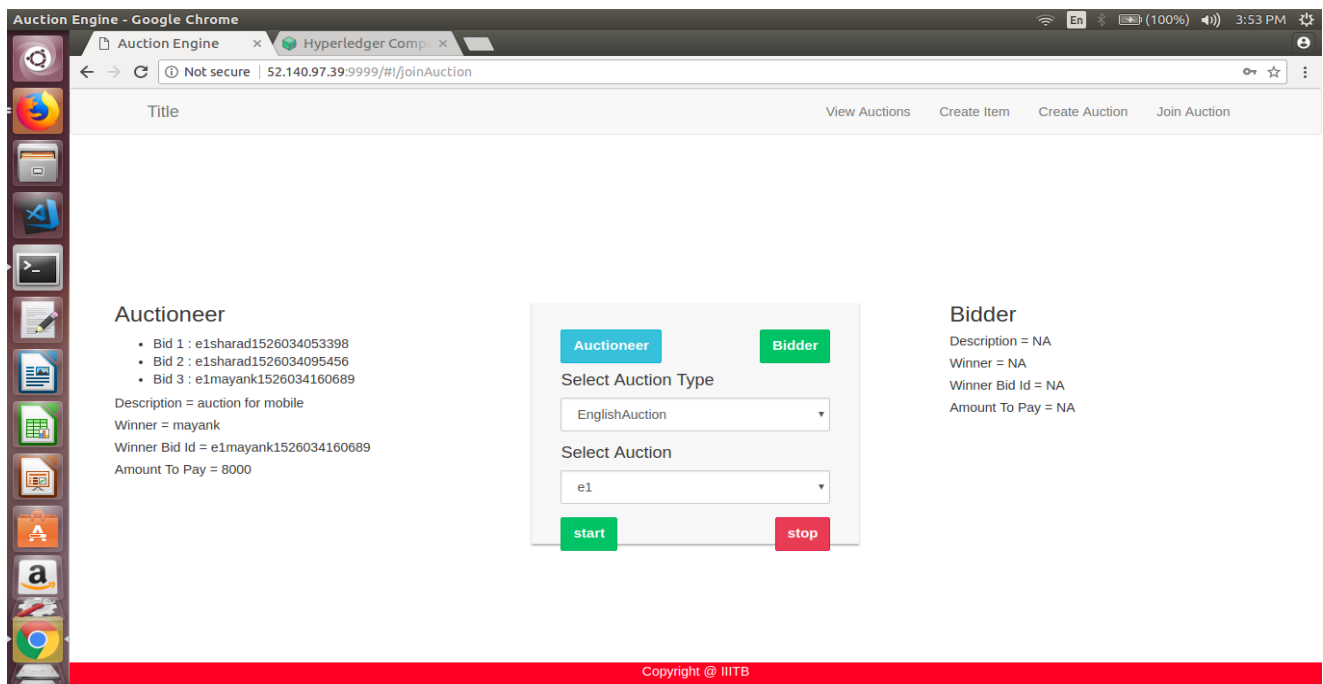 Auction Engine - Google Chrome
En
(100%)
3:53 PM
Auction Engine
Hyperledger Comp
Not secure | 52.140.97.39:9999/#!/joinAuction
Title
View Auctions
Create Item
Create Auction
Join Auction
Auctioneer
• Bid 1 : e1sharad1526034053398
• Bid 2 : e1sharad1526034095456
• Bid 3 : e1mayank1526034160689
Description = auction for mobile
Winner = mayank
Winner Bid Id = e1mayank1526034160689
Amount To Pay = 8000
Auctioneer
Bidder
Select Auction Type
EnglishAuction
Select Auction
e1
start
stop
Bidder
Description = NA
Winner = NA
Winner Bid Id = NA
Amount To Pay = NA
Copyright @ IIITB